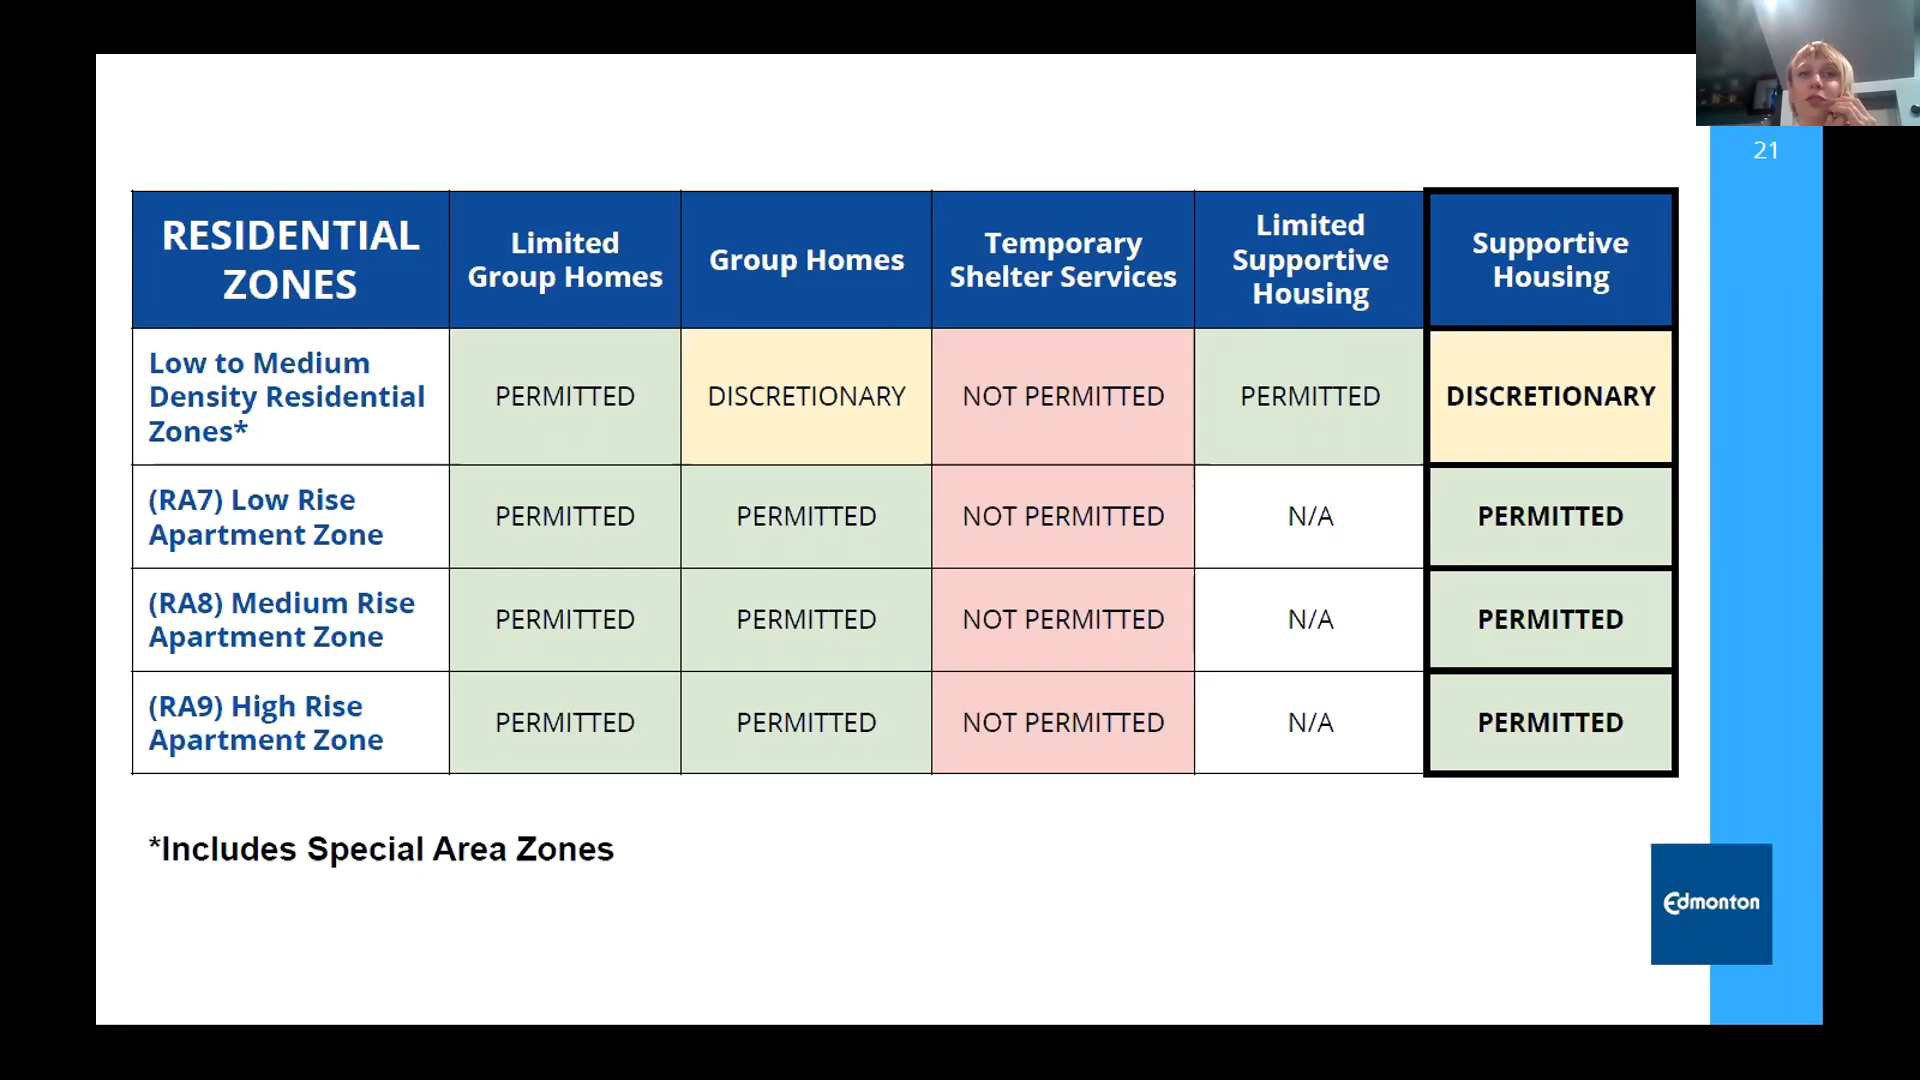 21
RESIDENTIAL
ZONES
Limited
Group Homes
Group Homes
Temporary
Shelter Services
Limited
Supportive
Housing
Supportive
Housing
Low to Medium
Density Residential
Zones*
PERMITTED
DISCRETIONARY
NOT PERMITTED
PERMITTED
DISCRETIONARY
(RA7) Low Rise
Apartment Zone
PERMITTED
PERMITTED
NOT PERMITTED
N/A
PERMITTED
(RA8) Medium Rise
Apartment Zone
PERMITTED
PERMITTED
NOT PERMITTED
N/A
PERMITTED
(RA9) High Rise
Apartment Zone
PERMITTED
PERMITTED
NOT PERMITTED
N/A
PERMITTED
*Includes Special Area Zones
Edmonton